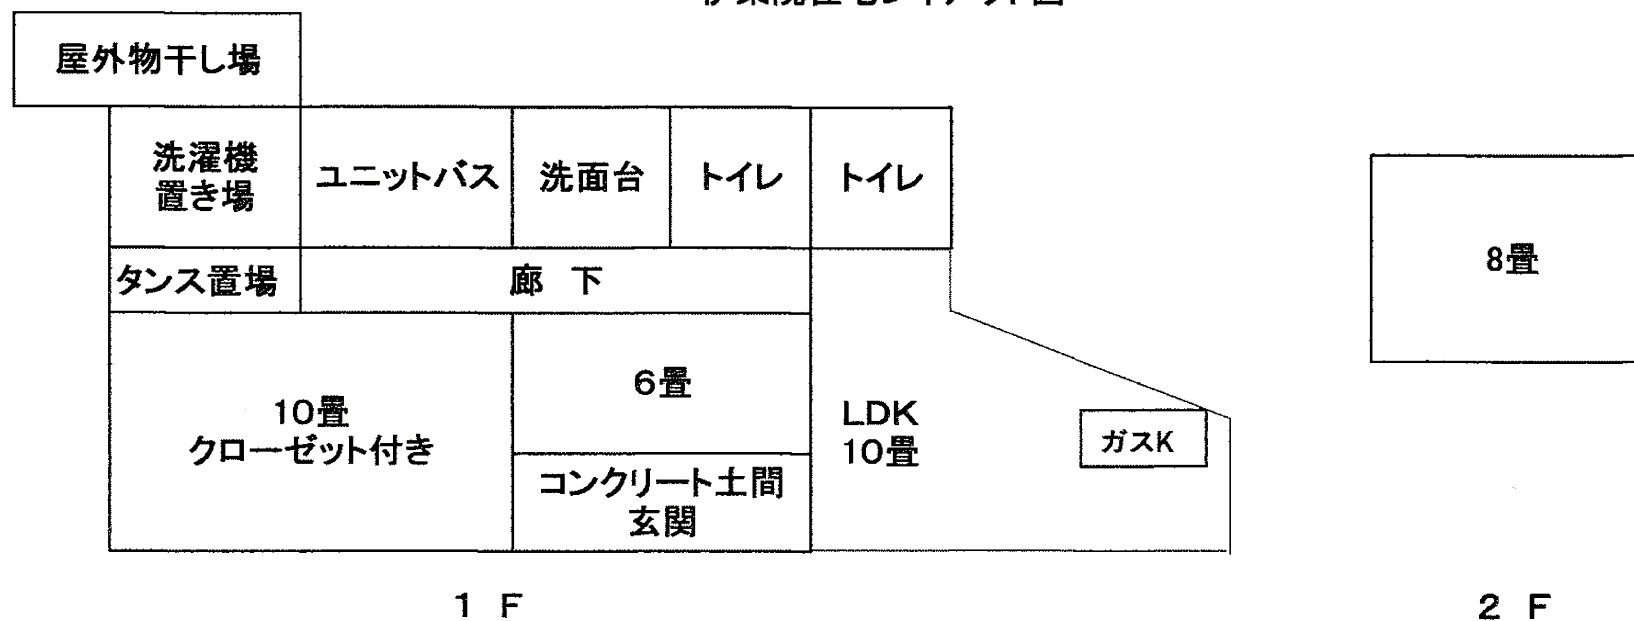 屋外物干し場
洗濯機
置き場
ユニットバス
洗面台
トイレ
トイレ
タンス置場
廊 下
8畳
6畳
10畳
クローゼット付き
LDK
10畳
ガスK
コンクリート土間
玄関
1 F
2 F